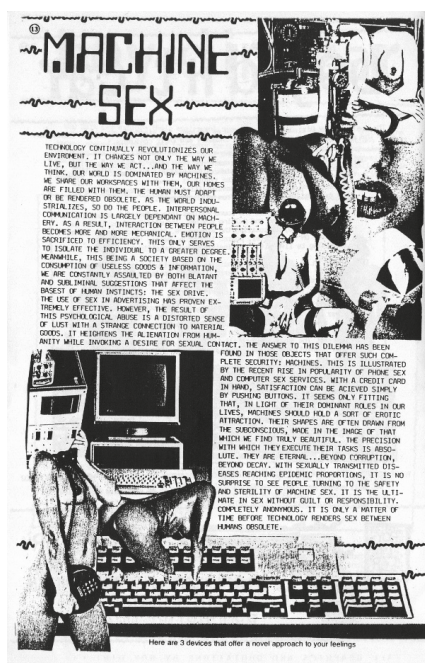 13
MACHINE
SEX
TECHNOLOGY CONTINUALLY REVOLUTIONIZES OUR
ENVIROMENT. IT CHANGES NOT ONLY THE WAY WE
LIVE, BUT THE WAY WE ACT...AND THE WAY WE
THINK. OUR WORLD IS DOMINATED BY MACHINES.
WE SHARE OUR WORKSPACES WITH THEM, OUR HOMES
ARE FILLED WITH THEM. THE HUMAN MUST ADAPT
OR BE RENDERED OBSOLETE. AS THE WORLD INDU-
STRIALIZES, SO DO THE PEOPLE. INTERPERSONAL
COMMUNICATION IS LARGELY DEPENDANT ON MACH-
ERY. AS A RESULT, INTERACTION BETWEEN PEOPLE
BECOMES MORE AND MORE MECHANICAL. EMOTION IS
SACRIFICED TO EFFICIENCY. THIS ONLY SERVES
TO ISOLATE THE INDIVIDUAL TO A GREATER DEGREE.
MEANWHILE, THIS BEING A SOCIETY BASED ON THE
CONSUMPTION OF USELESS GOODS & INFORMATION,
WE ARE CONSTANTLY ASSAULTED BY BOTH BLATANT
AND SUBLIMINAL SUGGESTIONS THAT AFFECT THE
BASEST OF HUMAN INSTINCTS: THE SEX DRIVE.
THE USE OF SEX IN ADVERTISING HAS PROVEN EX-
TREMELY EFFECTIVE. HOWEVER, THE RESULT OF
THIS PSYCHOLOGICAL ABUSE IS A DISTORTED SENSE
OF LUST WITH A STRANGE CONNECTION TO MATERIAL
GOODS. IT HEIGHTENS THE ALIENATION FROM HUM-
ANITY WHILE INVOKING A DESIRE FOR SEXUAL CONTACT. THE ANSWER TO THIS DILEMMA HAS BEEN
FOUND IN THOSE OBJECTS THAT OFFER SUCH COM-
PLETE SECURITY: MACHINES. THIS IS ILLUSTRATED
BY THE RECENT RISE IN POPULARITY OF PHONE SEX
AND COMPUTER SEX SERVICES. WITH A CREDIT CARD
IN HAND, SATISFACTION CAN BE ACIEVED SIMPLY
BY PUSHING BUTTONS. IT SEEMS ONLY FITTING
THAT, IN LIGHT OF THEIR DOMINANT ROLES IN OUR
LIVES, MACHINES SHOULD HOLD A SORT OF EROTIC
ATTRACTION. THEIR SHAPES ARE OFTEN DRAWN FROM
THE SUBCONSCIOUS, MADE IN THE IMAGE OF THAT
WHICH WE FIND TRULY BEAUTIFUL. THE PRECISION
WITH WHICH THEY EXECUTE THEIR TASKS IS ABSO-
LUTE. THEY ARE ETERNAL...BEYOND CORRUPTION,
BEYOND DECAY. WITH SEXUALLY TRANSMITTED DIS-
EASES REACHING EPIDEMIC PROPORTIONS, IT IS NO
SURPRISE TO SEE PEOPLE TURNING TO THE SAFETY
AND STERILITY OF MACHINE SEX. IT IS THE ULTI-
MATE IN SEX WITHOUT GUILT OR RESPONSIBILITY.
COMPLETELY ANONYMOUS. IT IS ONLY A MATTER OF
TIME BEFORE TECHNOLOGY RENDERS SEX BETWEEN
HUMANS OBSOLETE.
Here are 3 devices that offer a novel approach to your feelings